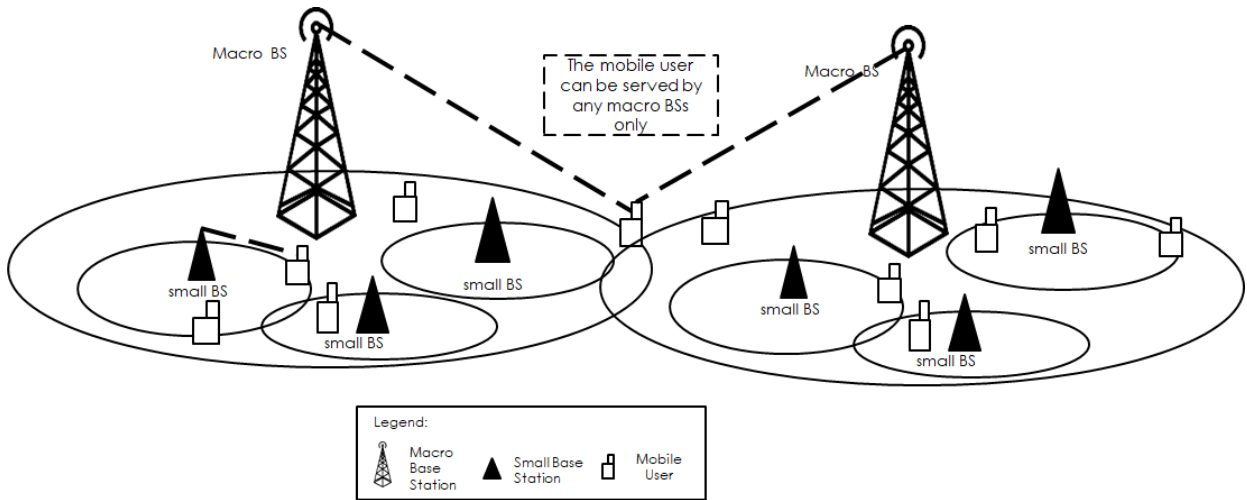 Macro BS
The mobile user
can be served by
any macro BSs
only
Macro BS
small BS
small BS
small BS
small BS
small BS
small BS
Legend:
Macro
Base
Station
Small Base
Station
Mobile
User